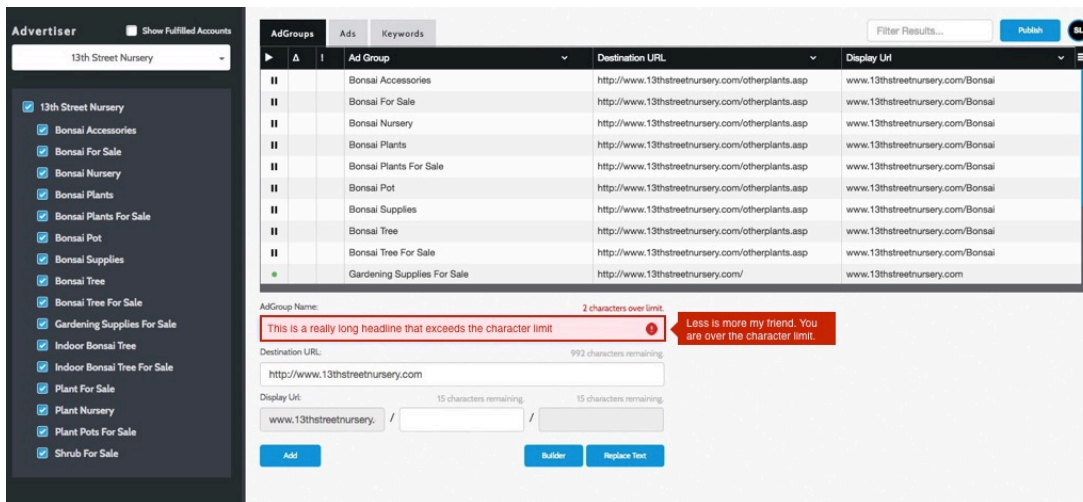 Advertiser
Show Fulfilled Accounts
13th Street Nursery
13th Street Nursery
Bonsai Accessories
Bonsai For Sale
Bonsai Nursery
Bonsai Plants
Bonsai Plants For Sale
Bonsai Pot
Bonsai Supplies
Bonsai Tree
Bonsai Tree For Sale
Gardening Supplies For Sale
Indoor Bonsai Tree
Indoor Bonsai Tree For Sale
Plant For Sale
Plant Nursery
Plant Pots For Sale
Shrub For Sale
AdGroups Ads Keywords
Filter Results...
Publish
SL
Δ ! Ad Group Destination URL Display Url
Bonsai Accessories http://www.13thstreetnursery.com/otherplants.asp www.13thstreetnursery.com/Bonsai
Bonsai For Sale http://www.13thstreetnursery.com/otherplants.asp www.13thstreetnursery.com/Bonsai
Bonsai Nursery http://www.13thstreetnursery.com/otherplants.asp www.13thstreetnursery.com/Bonsai
Bonsai Plants http://www.13thstreetnursery.com/otherplants.asp www.13thstreetnursery.com/Bonsai
Bonsai Plants For Sale http://www.13thstreetnursery.com/otherplants.asp www.13thstreetnursery.com/Bonsai
Bonsai Pot http://www.13thstreetnursery.com/otherplants.asp www.13thstreetnursery.com/Bonsai
Bonsai Supplies http://www.13thstreetnursery.com/otherplants.asp www.13thstreetnursery.com/Bonsai
Bonsai Tree http://www.13thstreetnursery.com/otherplants.asp www.13thstreetnursery.com/Bonsai
Bonsai Tree For Sale http://www.13thstreetnursery.com/otherplants.asp www.13thstreetnursery.com/Bonsai
Gardening Supplies For Sale http://www.13thstreetnursery.com/ www.13thstreetnursery.com
AdGroup Name: 2 characters over limit.
This is a really long headline that exceeds the character limit
Less is more my friend. You
are over the character limit.
Destination URL: 992 characters remaining.
http://www.13thstreetnursery.com
Display Url: 15 characters remaining. 15 characters remaining.
www.13thstreetnursery. / /
Add Builder Replace Text